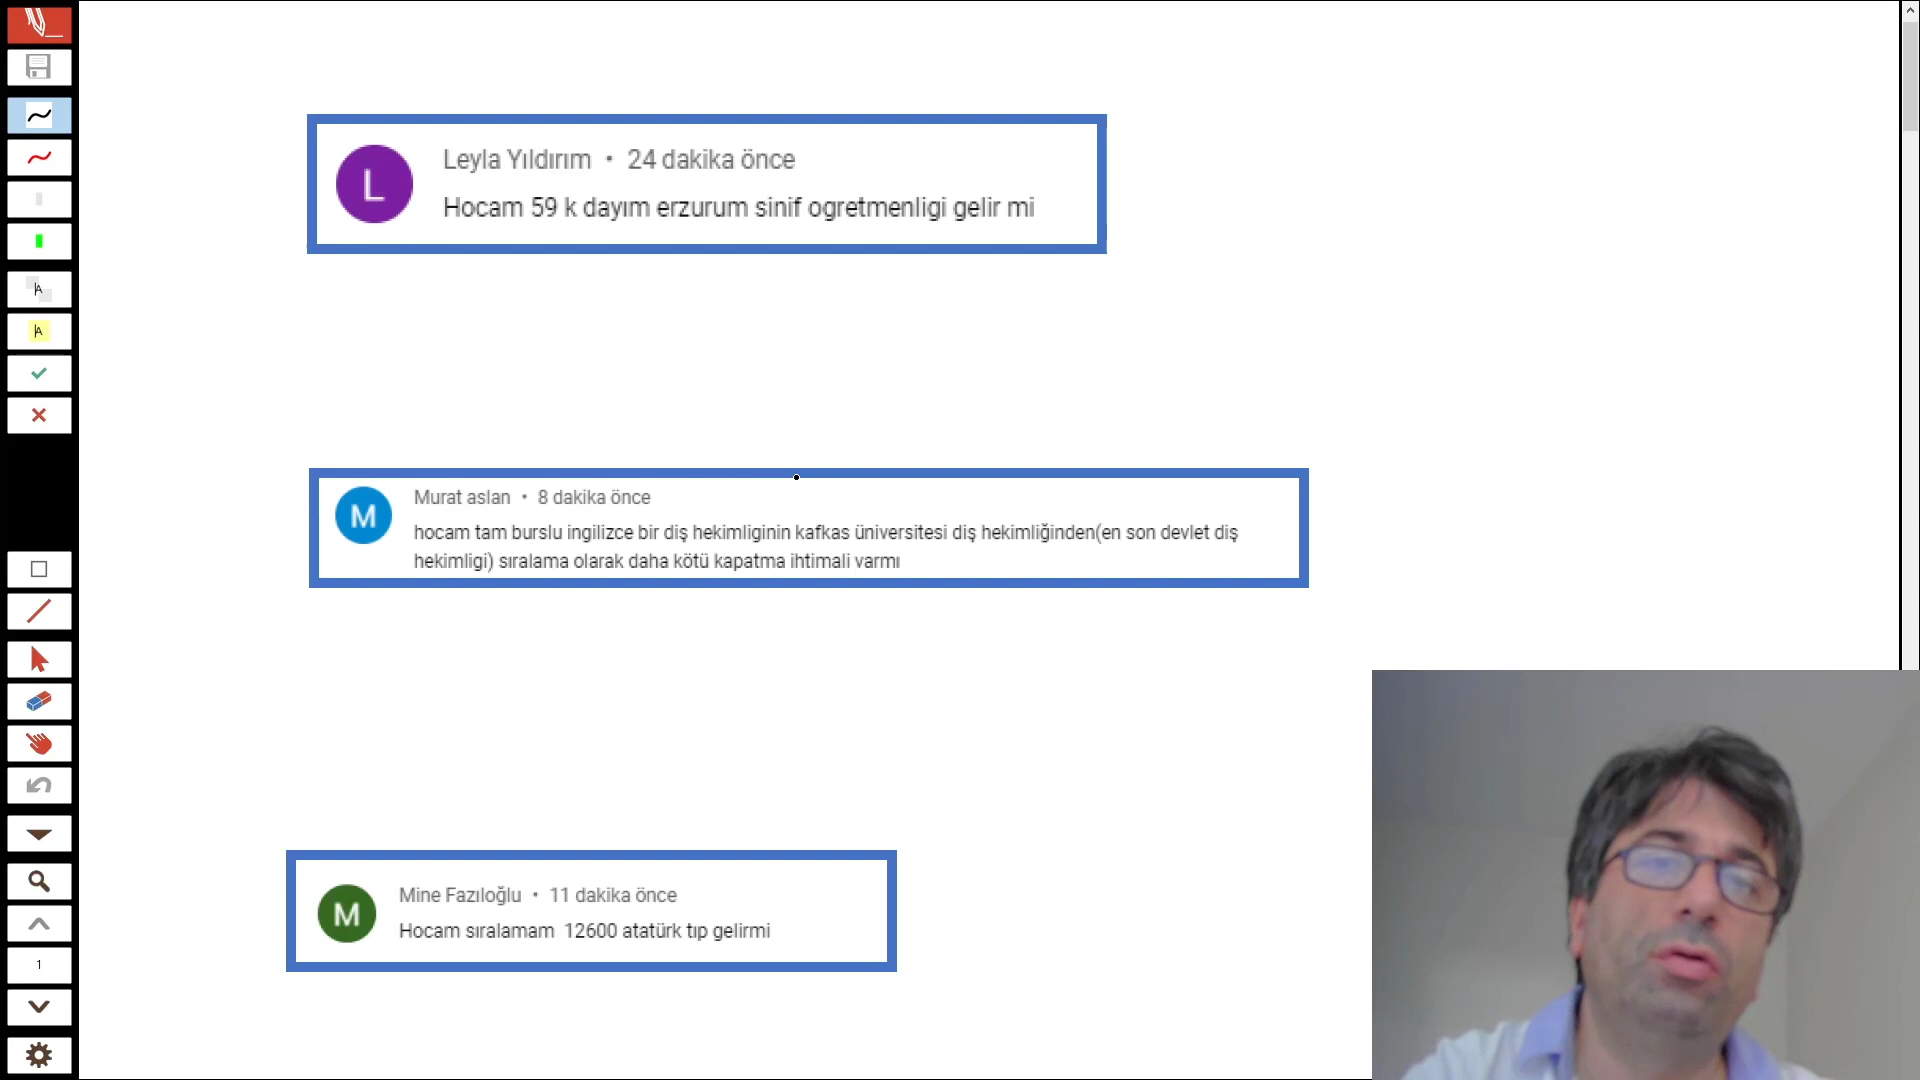 L
Leyla Yıldırım • 24 dakika önce
Hocam 59 k dayım erzurum sinif ogretmenligi gelir mi
M
Murat aslan • 8 dakika önce
hocam tam burslu ingilizce bir diş hekimliginin kafkas üniversitesi diş hekimliğinden(en son devlet diş
hekimligi) sıralama olarak daha kötü kapatma ihtimali varmı
M
Mine Fazıloğlu • 11 dakika önce
Hocam sıralamam 12600 atatürk tıp gelirmi
A
A
1